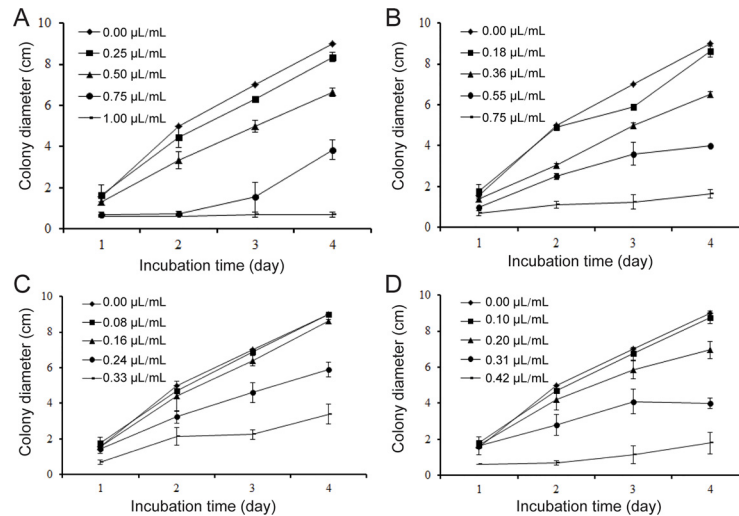 A
Colony diameter (cm)
10
8
6
4
2
0
0.00 µL/mL
0.25 µL/mL
0.50 µL/mL
0.75 µL/mL
1.00 µL/mL
1 2 3 4
Incubation time (day)
B
Colony diameter (cm)
10
8
6
4
2
0
0.00 µL/mL
0.18 µL/mL
0.36 µL/mL
0.55 µL/mL
0.75 µL/mL
1 2 3 4
Incubation time (day)
C
Colony diameter (cm)
10
8
6
4
2
0
0.00 µL/mL
0.08 µL/mL
0.16 µL/mL
0.24 µL/mL
0.33 µL/mL
1 2 3 4
Incubation time (day)
D
Colony diameter (cm)
10
8
6
4
2
0
0.00 µL/mL
0.10 µL/mL
0.20 µL/mL
0.31 µL/mL
0.42 µL/mL
1 2 3 4
Incubation time (day)